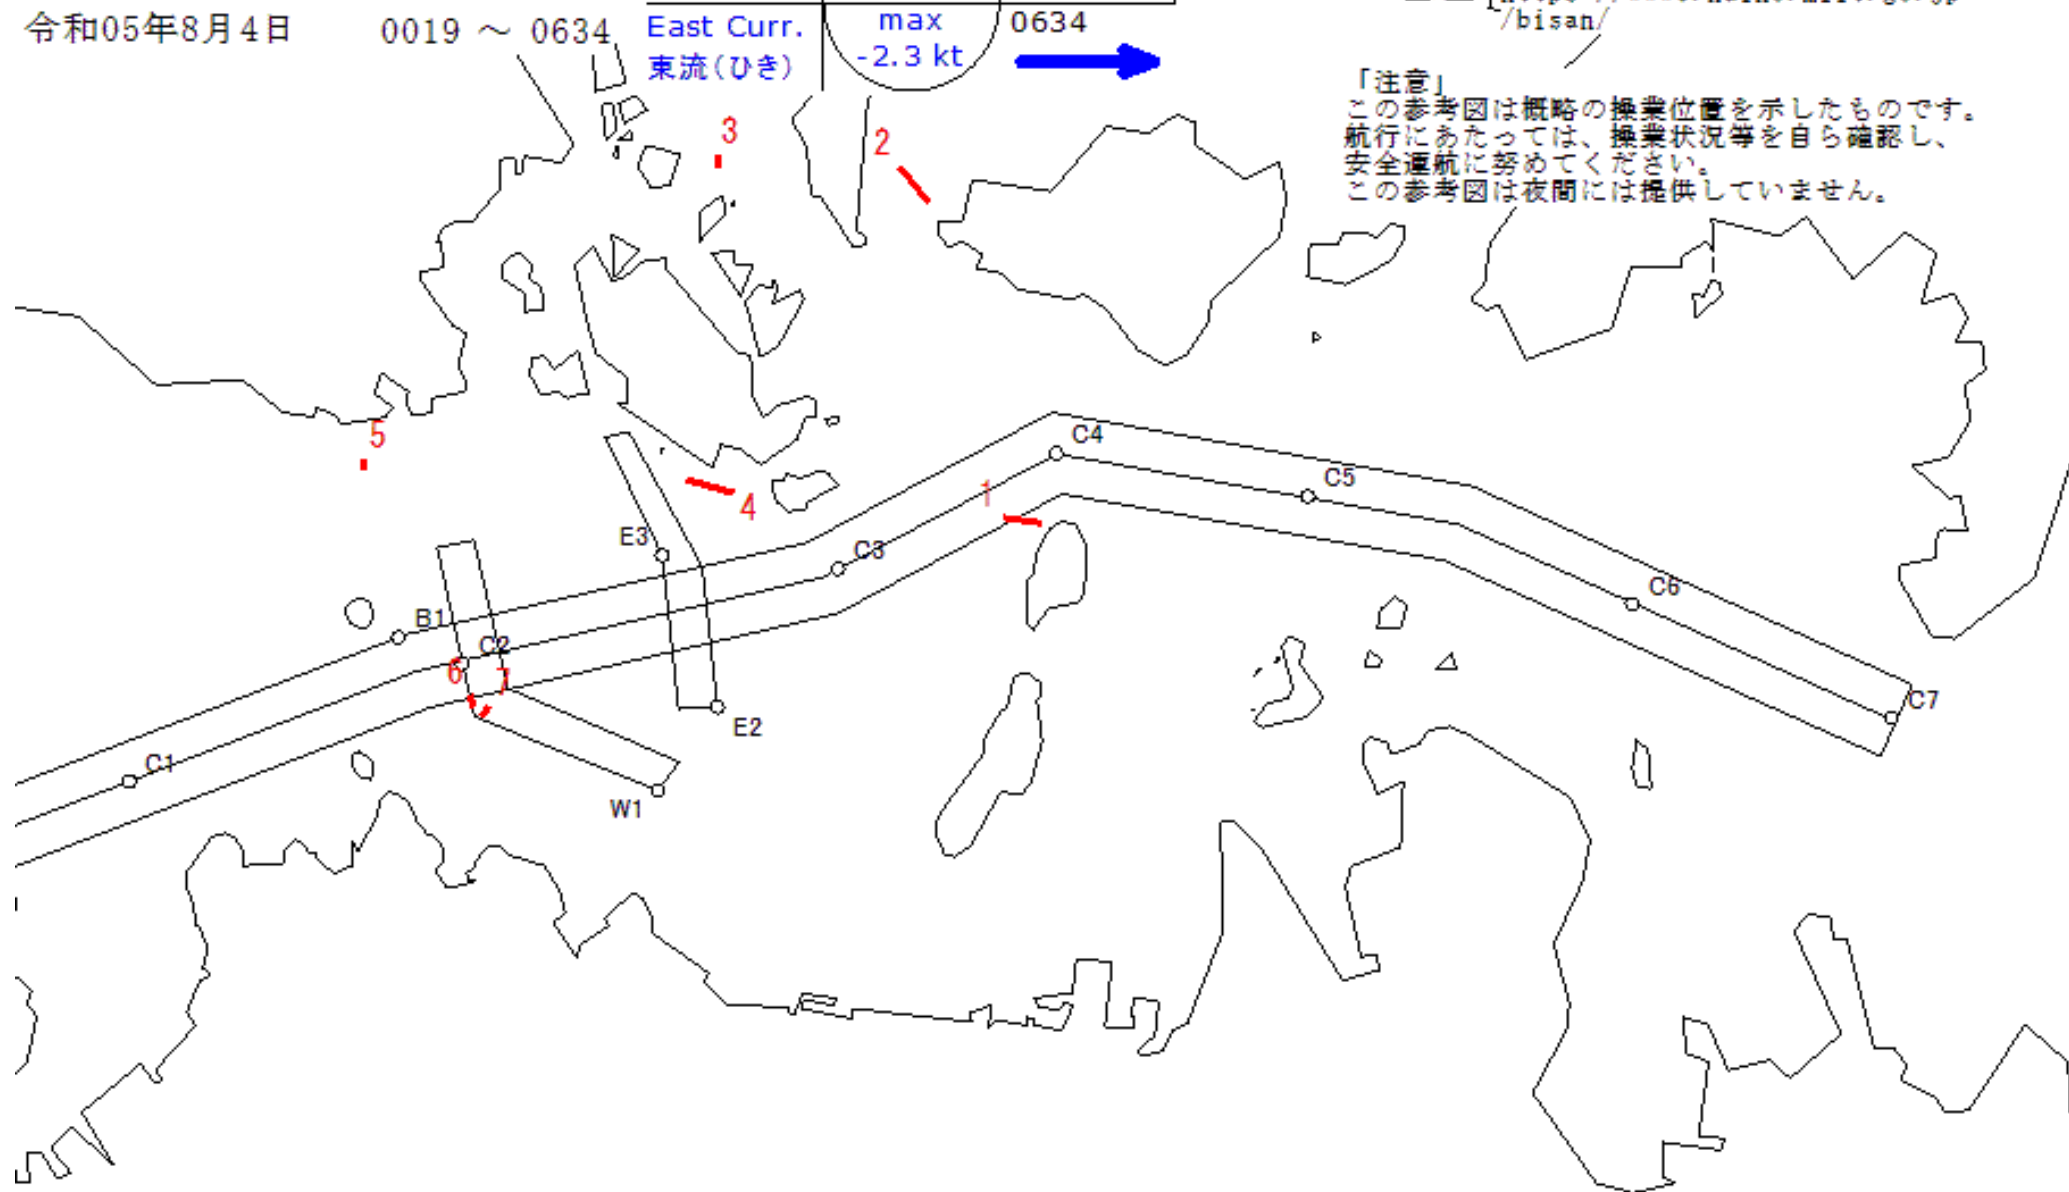 令和05年8月4日 0019 ～ 0634
East Curr.
東流(ひき)
max
-2.3 kt
0634
/bisan/
「注意」
この参考図は概略の操業位置を示したものです。
航行にあたっては、操業状況等を自ら確認し、
安全運航に努めてください。
この参考図は夜間には提供していません。
3
2
5
4
1
C4
C5
E3
C3
C6
B1
C2
6
7
C7
E2
C1
W1